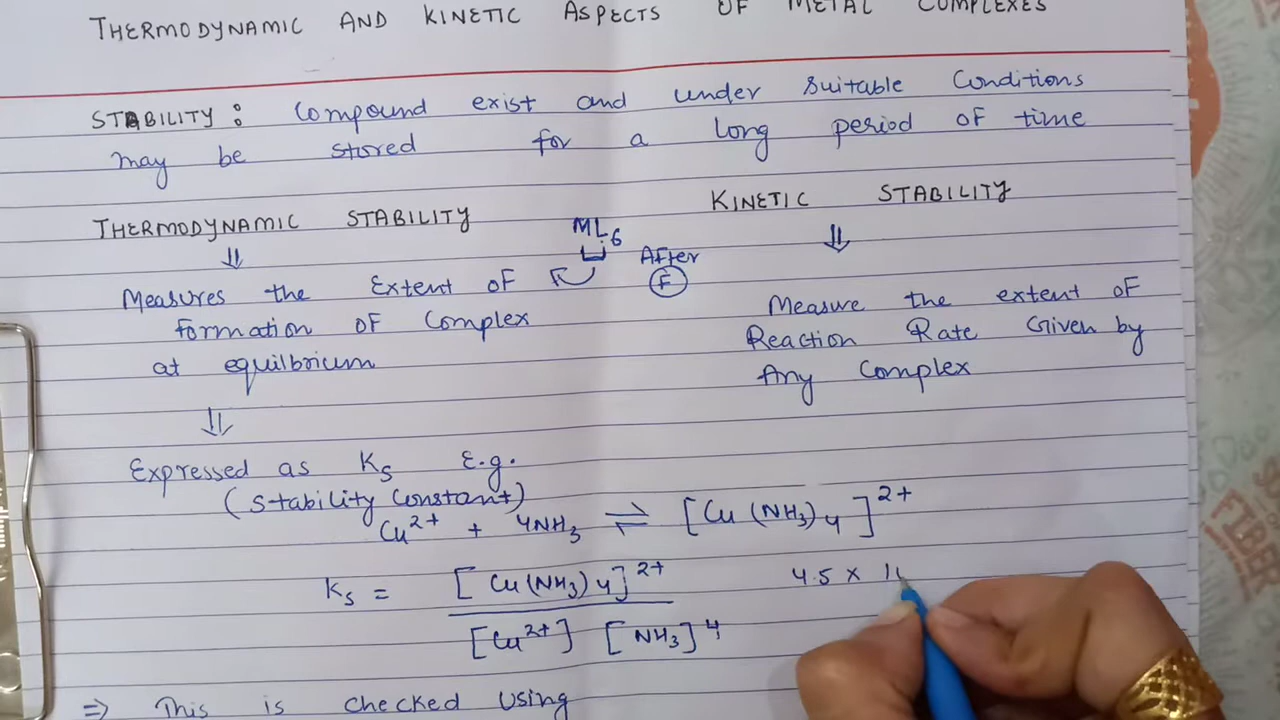 THERMODYNAMIC AND KINETIC ASPECTS OF METAL COMPLEXES
STABILITY: Compound exist and under suitable conditions
may be stored for a long period of time
THERMODYNAMIC STABILITY
⇓
Measures the Extent of
formation of Complex
at equilbrium
⇓
Expressed as Ks E.g.
(Stability Constant)
ML6
After
F
KINETIC STABILITY
⇓
Measure the extent of
Reaction Rate Given by
Any Complex
Cu²⁺ + 4NH₃ ⇌ [Cu(NH₃)₄]²⁺
Ks = [Cu(NH₃)₄]²⁺ / [Cu²⁺] [NH₃]⁴
4.5 × 1
⇒ This is checked using
FIBER